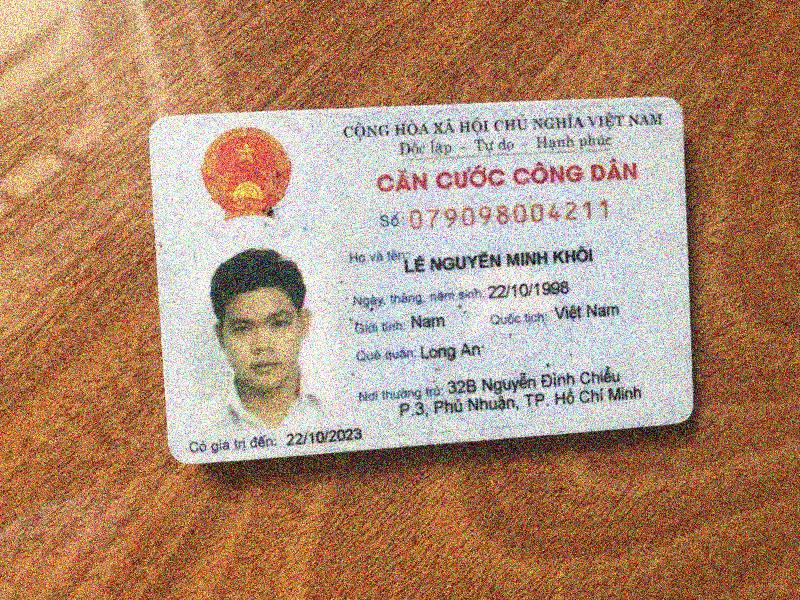 CỘNG HÒA XÃ HỘI CHỦ NGHĨA VIỆT NAM
Độc lập - Tự do - Hạnh phúc
CĂN CƯỚC CÔNG DÂN
Số: 079098004211
Họ và tên: LÊ NGUYỄN MINH KHÔI
Ngày, tháng, năm sinh: 22/10/1998
Giới tính: Nam Quốc tịch: Việt Nam
Quê quán: Long An
Nơi thường trú: 32B Nguyễn Đình Chiểu
P.3, Phú Nhuận, TP. Hồ Chí Minh
Có giá trị đến: 22/10/2023